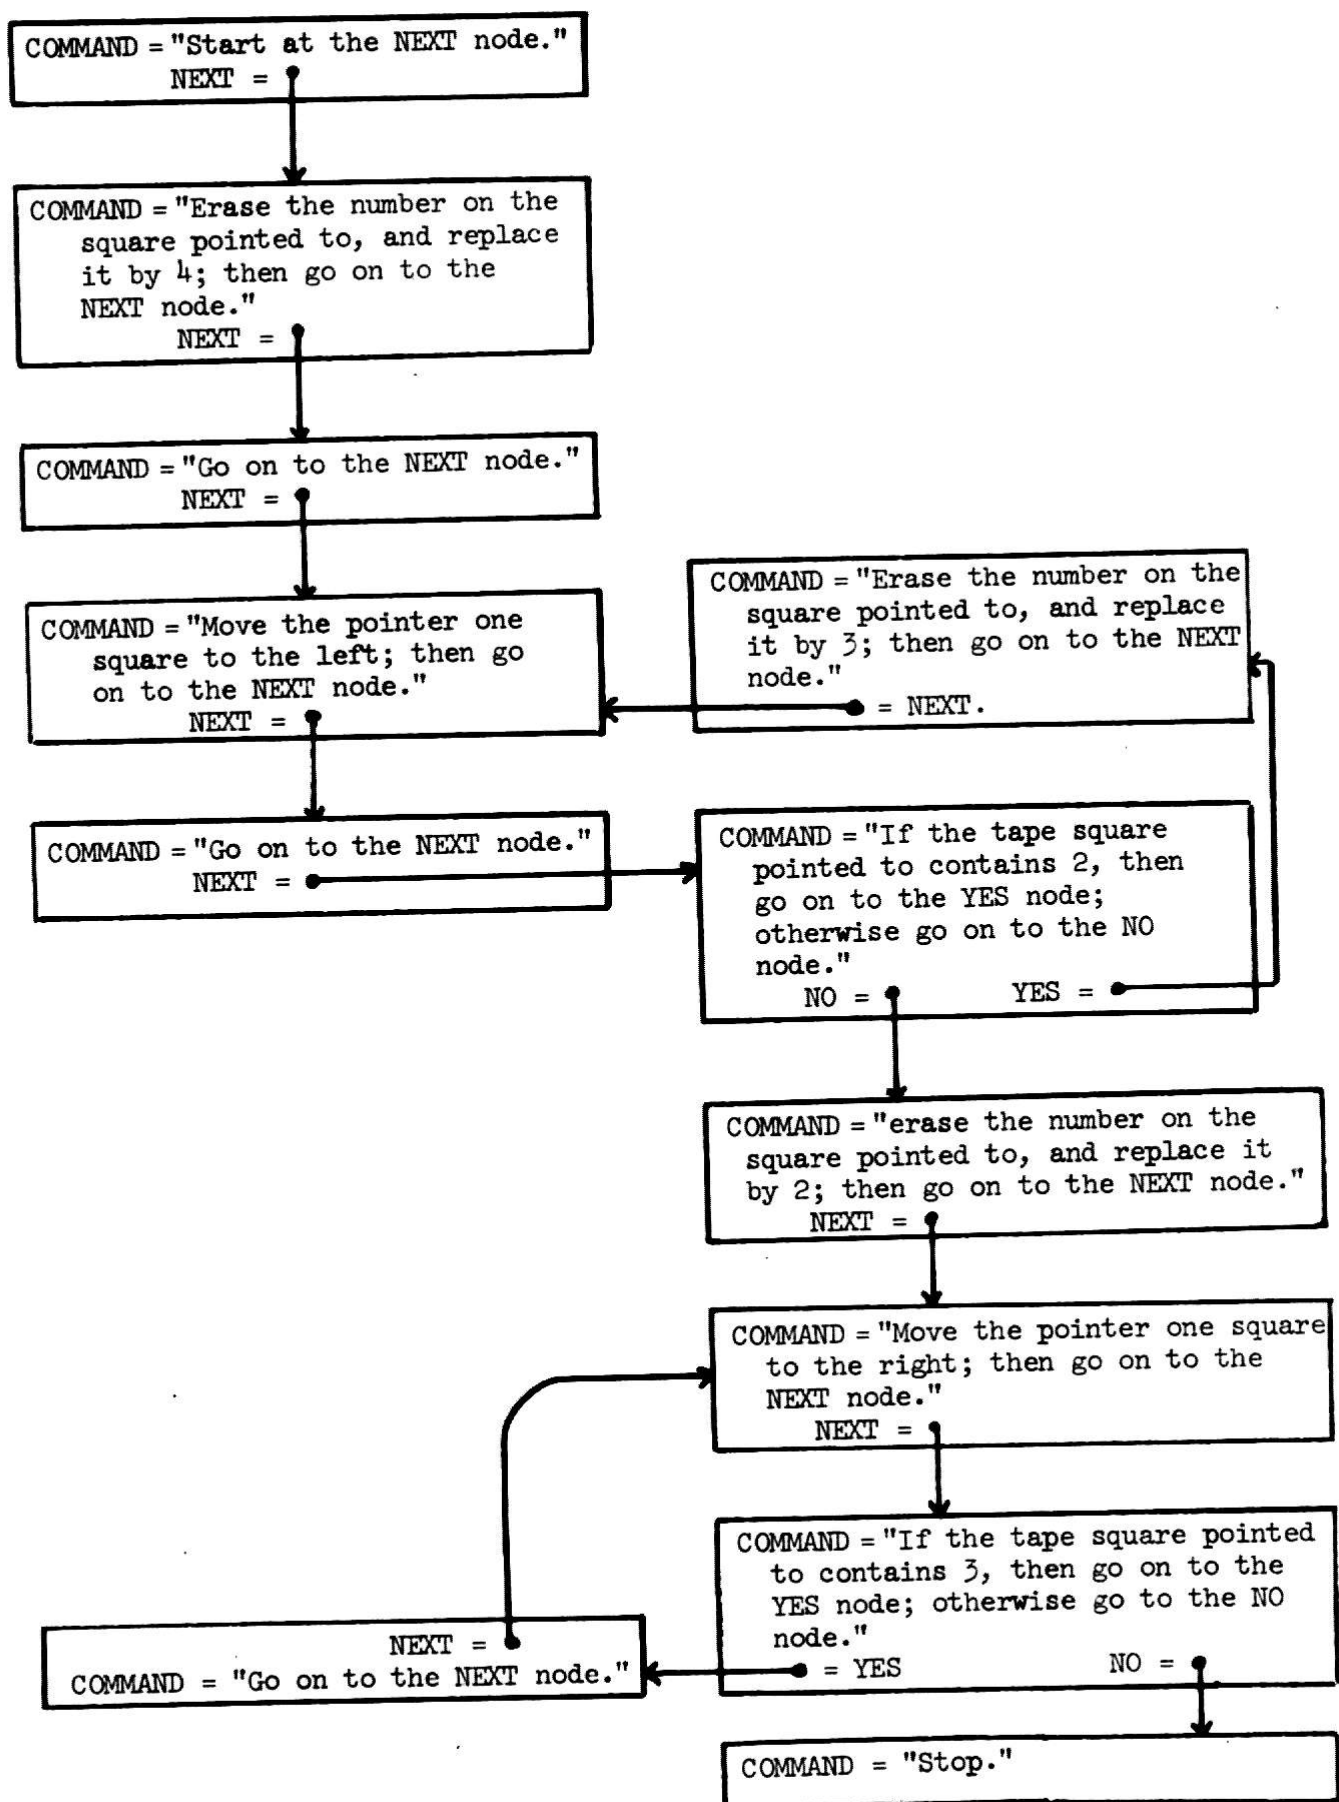 COMMAND = "Start at the NEXT node."
NEXT =
COMMAND = "Erase the number on the
square pointed to, and replace
it by 4; then go on to the
NEXT node."
NEXT =
COMMAND = "Go on to the NEXT node."
NEXT =
COMMAND = "Move the pointer one
square to the left; then go
on to the NEXT node."
NEXT =
COMMAND = "Erase the number on the
square pointed to, and replace
it by 3; then go on to the NEXT
node."
= NEXT.
COMMAND = "Go on to the NEXT node."
NEXT =
COMMAND = "If the tape square
pointed to contains 2, then
go on to the YES node;
otherwise go on to the NO
node."
NO = YES =
COMMAND = "erase the number on the
square pointed to, and replace it
by 2; then go on to the NEXT node."
NEXT =
COMMAND = "Move the pointer one square
to the right; then go on to the
NEXT node."
NEXT =
COMMAND = "If the tape square pointed
to contains 3, then go on to the
YES node; otherwise go to the NO
node."
= YES NO =
NEXT =
COMMAND = "Go on to the NEXT node."
COMMAND = "Stop."